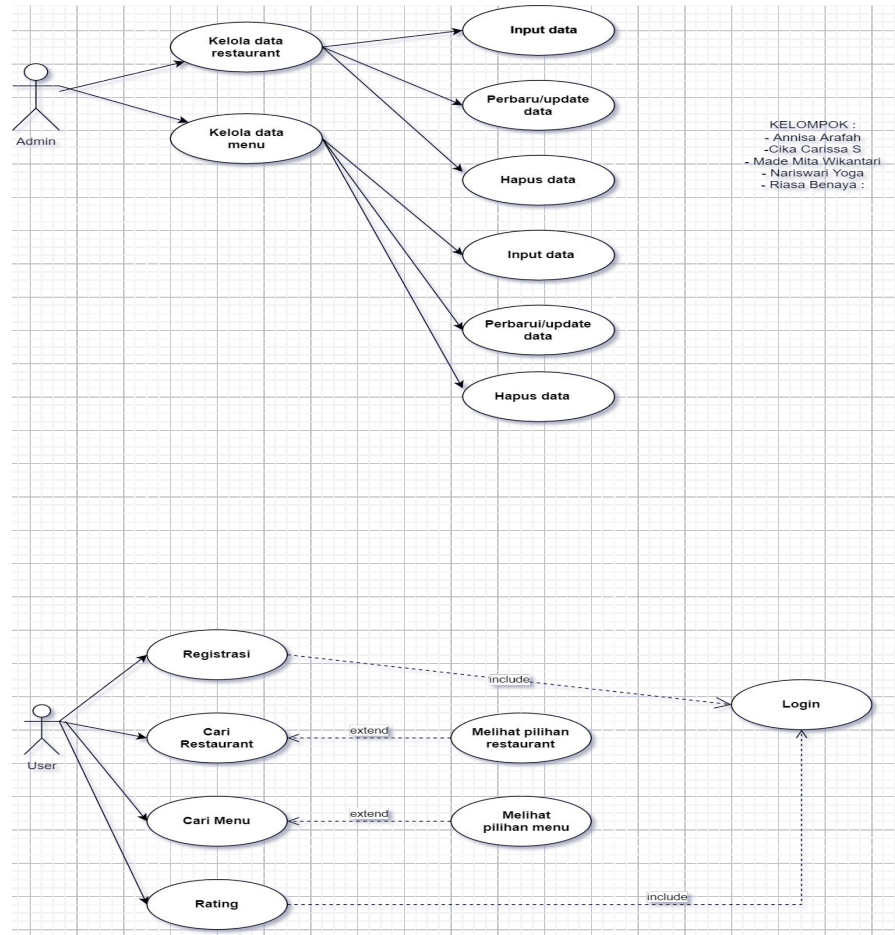 Kelola data
restaurant
Input data
Perbaru/update
data
Admin
Kelola data
menu
KELOMPOK :
- Annisa Arafah
-Cika Carissa S
- Made Mita Wikantari
- Nariswari Yoga
- Riasa Benaya :
Hapus data
Input data
Perbarui/update
data
Hapus data
Registrasi
include
Login
User
Cari
Restaurant
extend
Melihat pilihan
restaurant
Cari Menu
extend
Melihat
pilihan menu
Rating
include